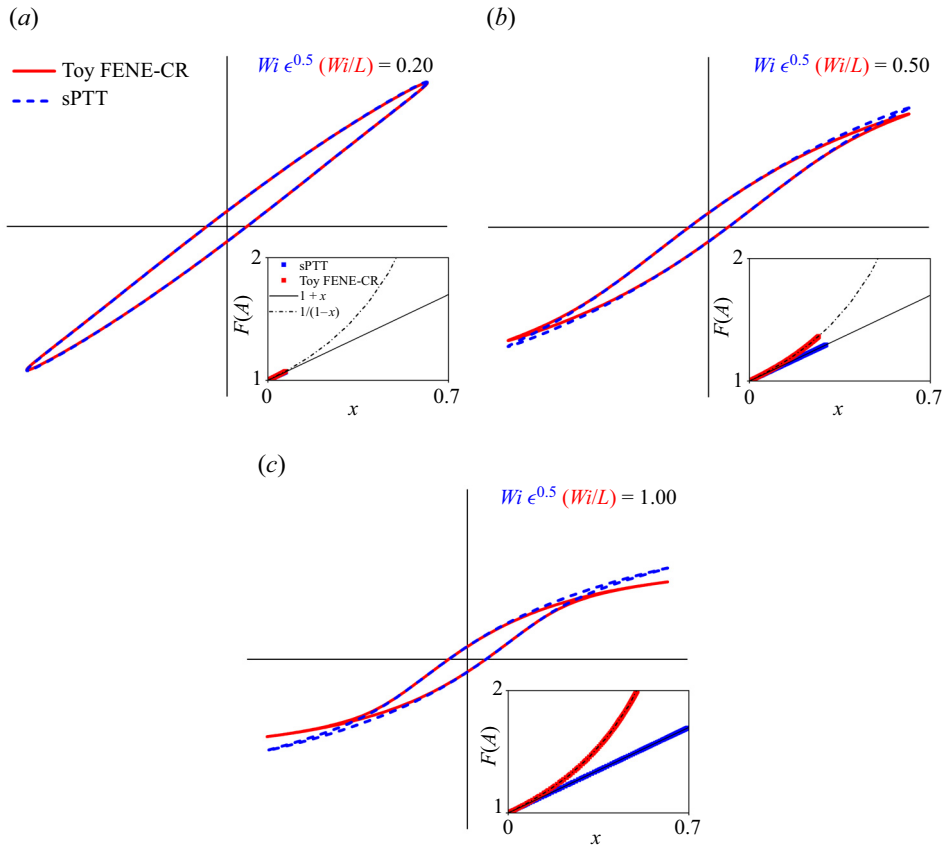 (a)
(b)
Toy FENE-CR
sPTT
Wi ϵ^0.5 (Wi/L) = 0.20
Wi ϵ^0.5 (Wi/L) = 0.50
2
F(A)
1
0
0.7
x
sPTT
Toy FENE-CR
1 + x
1/(1−x)
2
F(A)
1
0
0.7
x
(c)
Wi ϵ^0.5 (Wi/L) = 1.00
2
F(A)
1
0
0.7
x